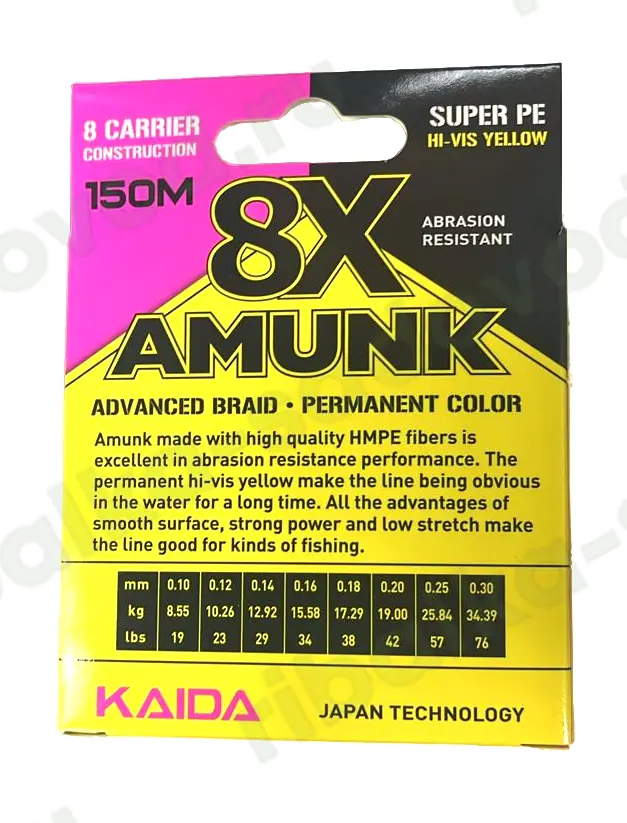 8 CARRIER
CONSTRUCTION
150M
SUPER PE
HI-VIS YELLOW
8X
ABRASION
RESISTANT
AMUNK
ADVANCED BRAID • PERMANENT COLOR
Amunk made with high quality HMPE fibers is
excellent in abrasion resistance performance. The
permanent hi-vis yellow make the line being obvious
in the water for a long time. All the advantages of
smooth surface, strong power and low stretch make
the line good for kinds of fishing.
mm 0.10 0.12 0.14 0.16 0.18 0.20 0.25 0.30
kg 8.55 10.26 12.92 15.58 17.29 19.00 25.84 34.39
lbs 19 23 29 34 38 42 57 76
KAIDA
JAPAN TECHNOLOGY